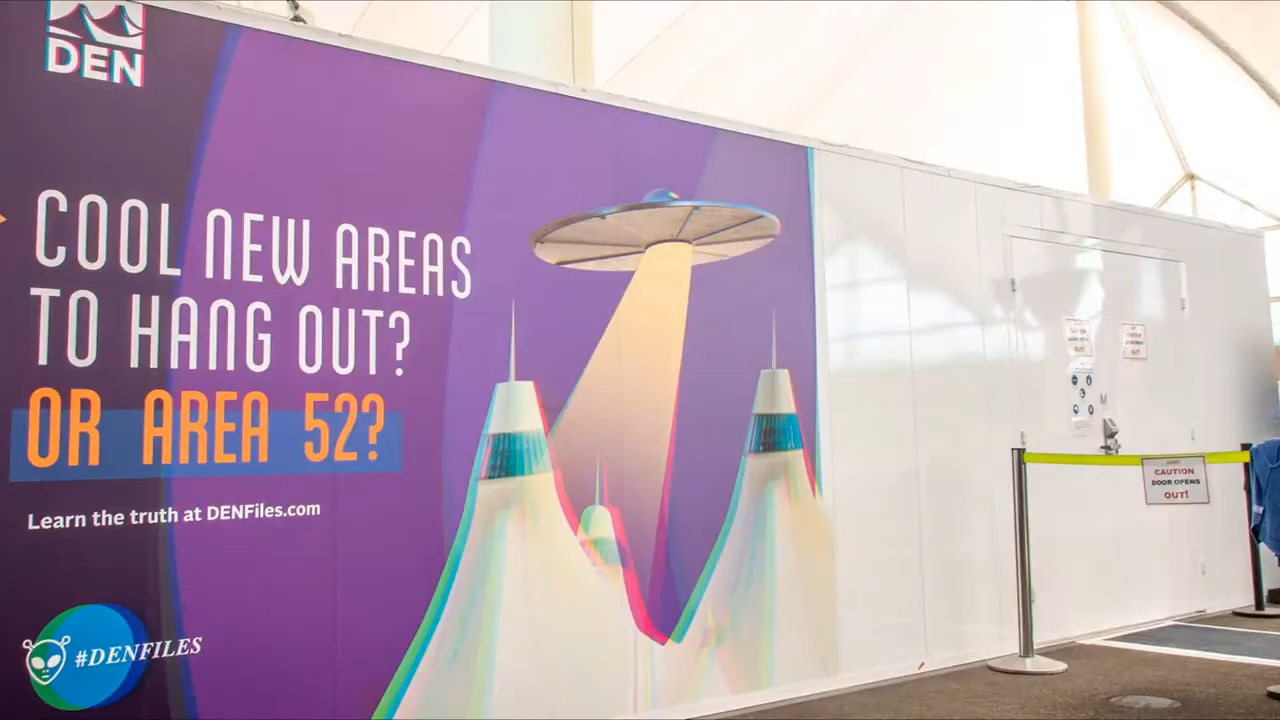 DEN
COOL NEW AREAS
TO HANG OUT?
OR AREA 52?
Learn the truth at DENFiles.com
#DENFILES
CAUTION
DOOR OPENS
OUT!